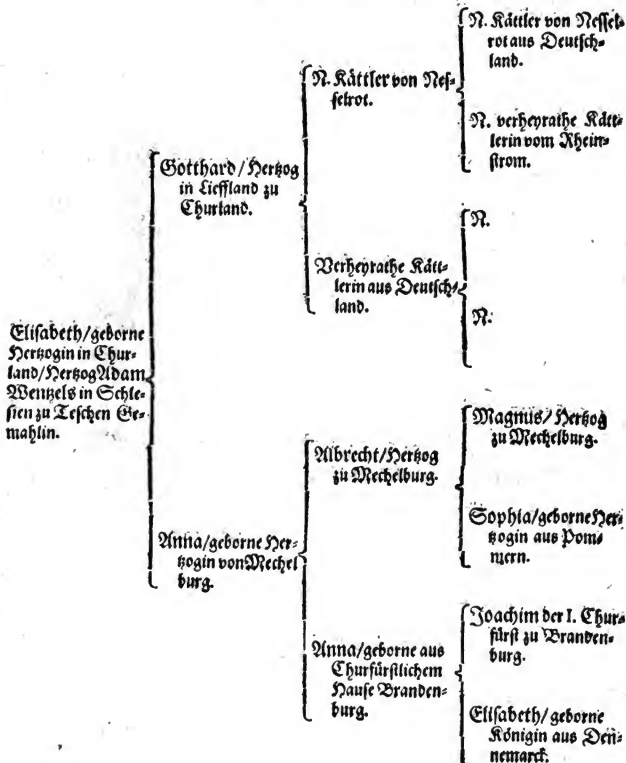 Elisabeth/geborne
Hertzogin in Chur-
land/Hertzog Adam
Wentzels in Schle-
sien zu Teschen Ge-
mahlin.
Gotthard/Hertzog
in Lieffland zu
Churland.
Anna/geborne Her-
tzogin von Mechel
burg.
N. Kättler von Nes-
selrot.
Verheyrathe Kätt-
lerin aus Deutsch-
land.
Albrecht/Hertzog
zu Mechelburg.
Anna/geborne aus
Churfürstlichem
Hause Branden-
burg.
N. Kättler von Nessel-
rot aus Deutsch-
land.
N. verheyrathe Kätt-
lerin vom Rhein-
strom.
N.
N.
Magnus/Hertzog
zu Mechelburg.
Sophia/geborne Her-
tzogin aus Pom-
mern.
Joachim der I. Chur-
fürst zu Branden-
burg.
Elisabeth/geborne
Königin aus Den-
nemarck.